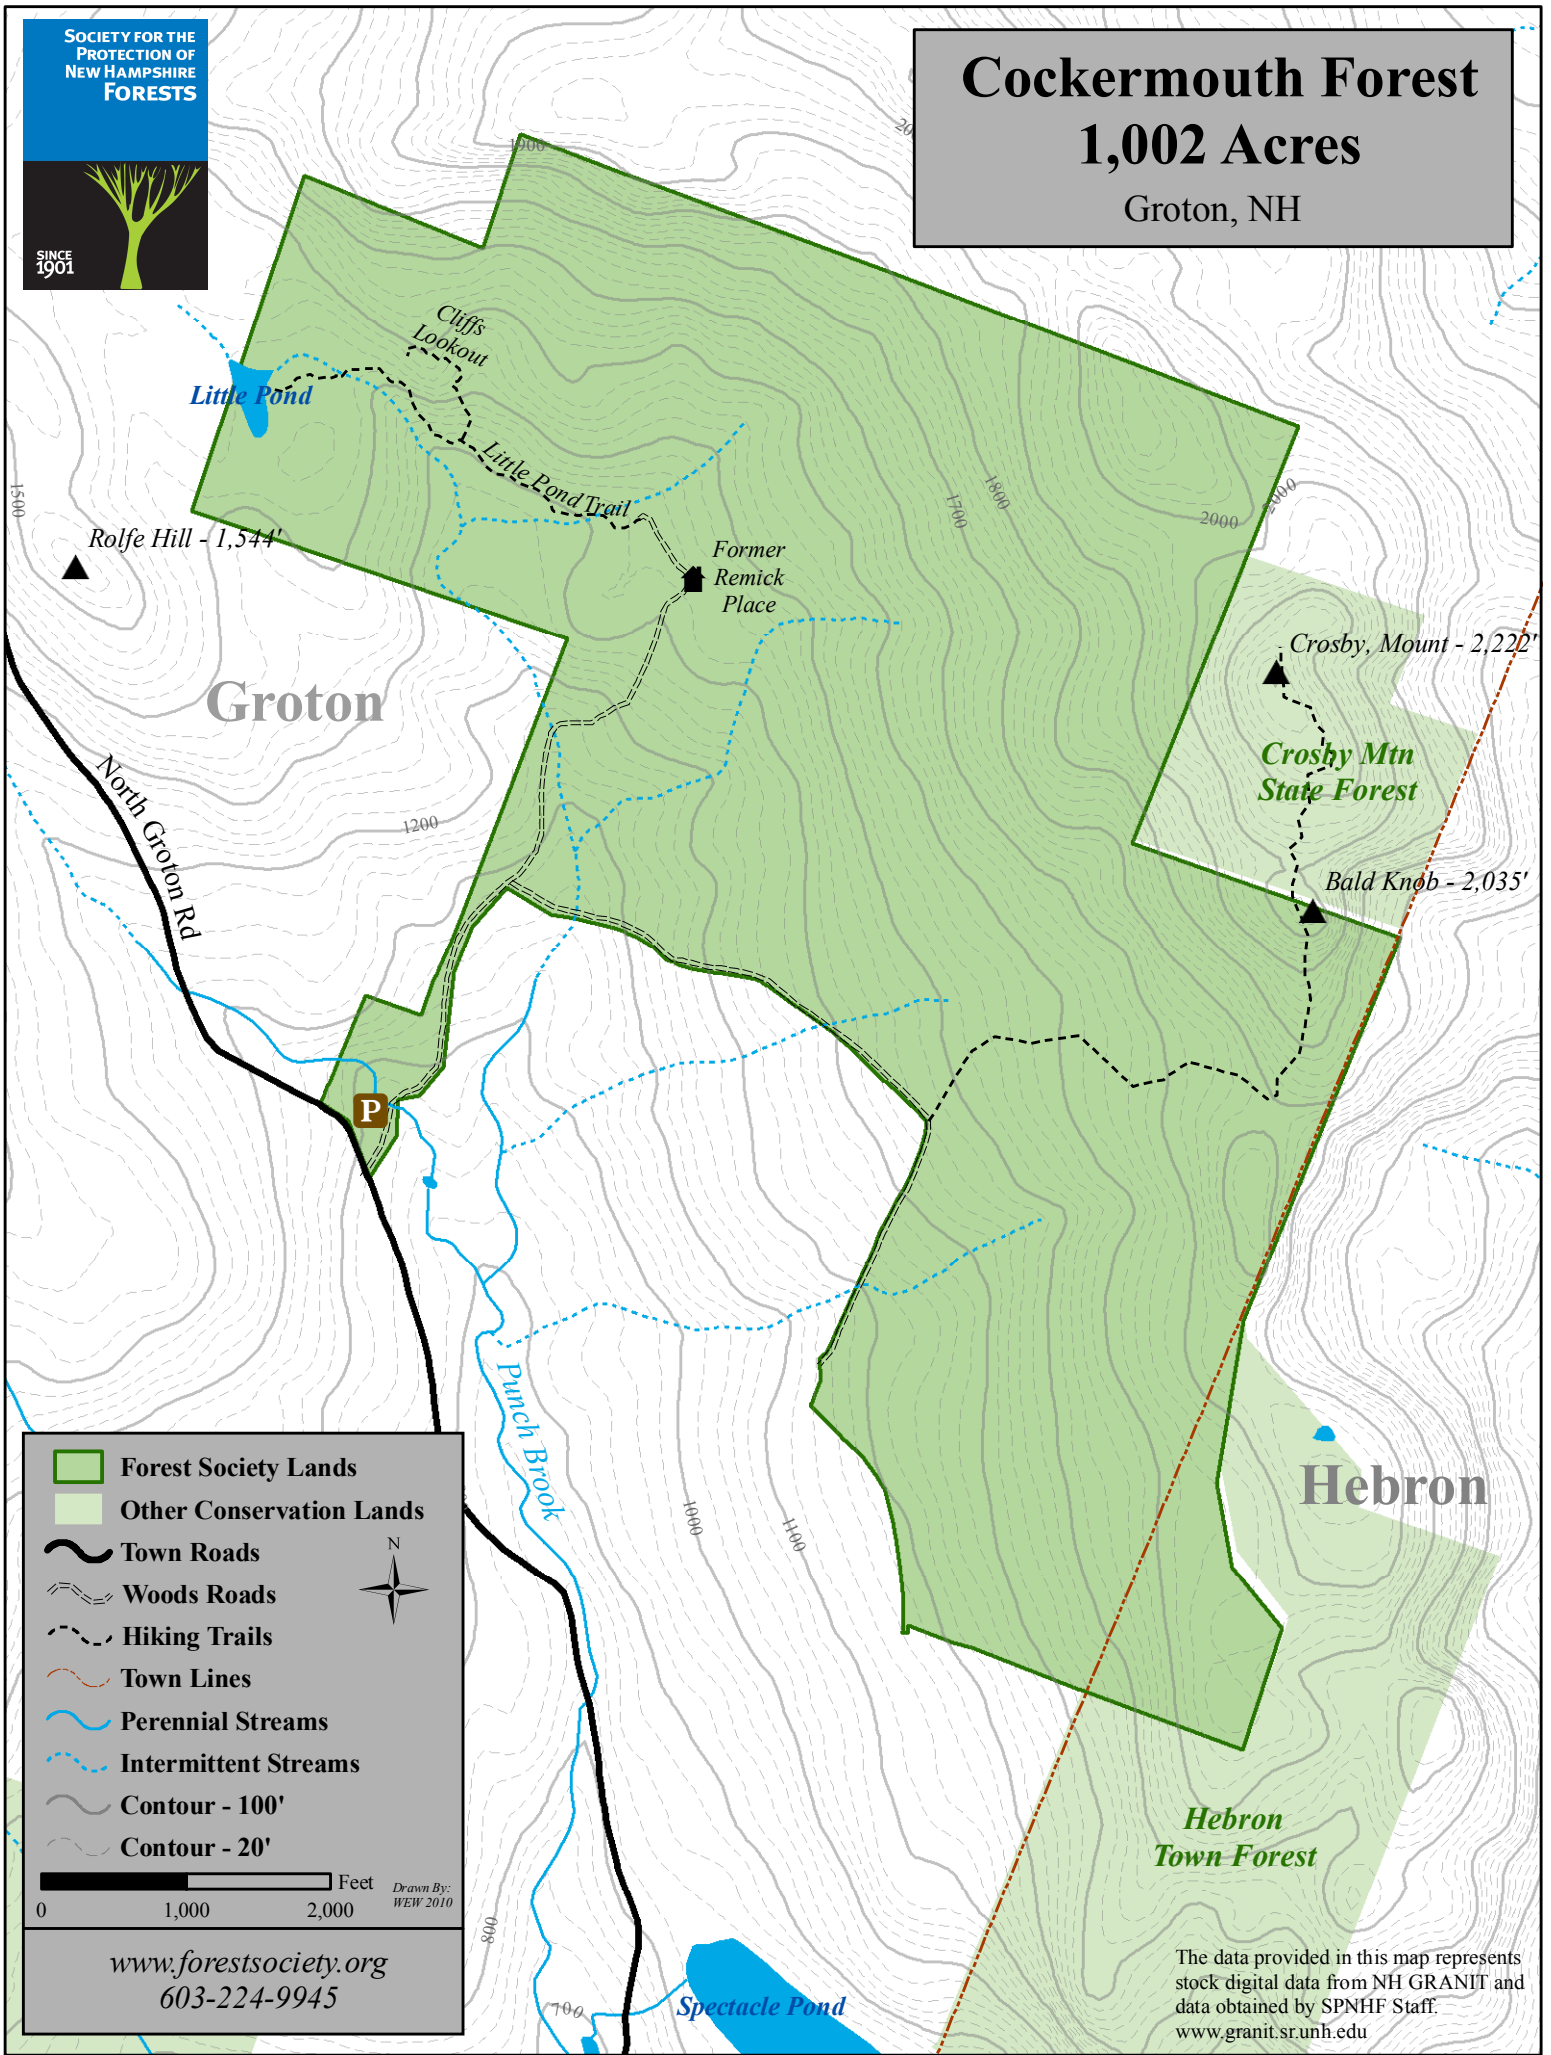 SOCIETY FOR THE
PROTECTION OF
NEW HAMPSHIRE
FORESTS
SINCE
1901
Cockermouth Forest
1,002 Acres
Groton, NH
1900
20
Cliffs
Lookout
Little Pond
Little Pond Trail
1500
Rolfe Hill - 1,544'
1700
1800
2000
2000
Former
Remick
Place
Crosby, Mount - 2,222'
Groton
Crosby Mtn
State Forest
North Groton Rd
1200
Bald Knob - 2,035'
P
Punch Brook
Hebron
1000
1100
Forest Society Lands
Other Conservation Lands
Town Roads
N
Woods Roads
Hiking Trails
Town Lines
Perennial Streams
Intermittent Streams
Contour - 100'
Contour - 20'
Feet
0 1,000 2,000
Drawn By:
WEW 2010
www.forestsociety.org
603-224-9945
800
700
Spectacle Pond
Hebron
Town Forest
The data provided in this map represents
stock digital data from NH GRANIT and
data obtained by SPNHF Staff.
www.granit.sr.unh.edu